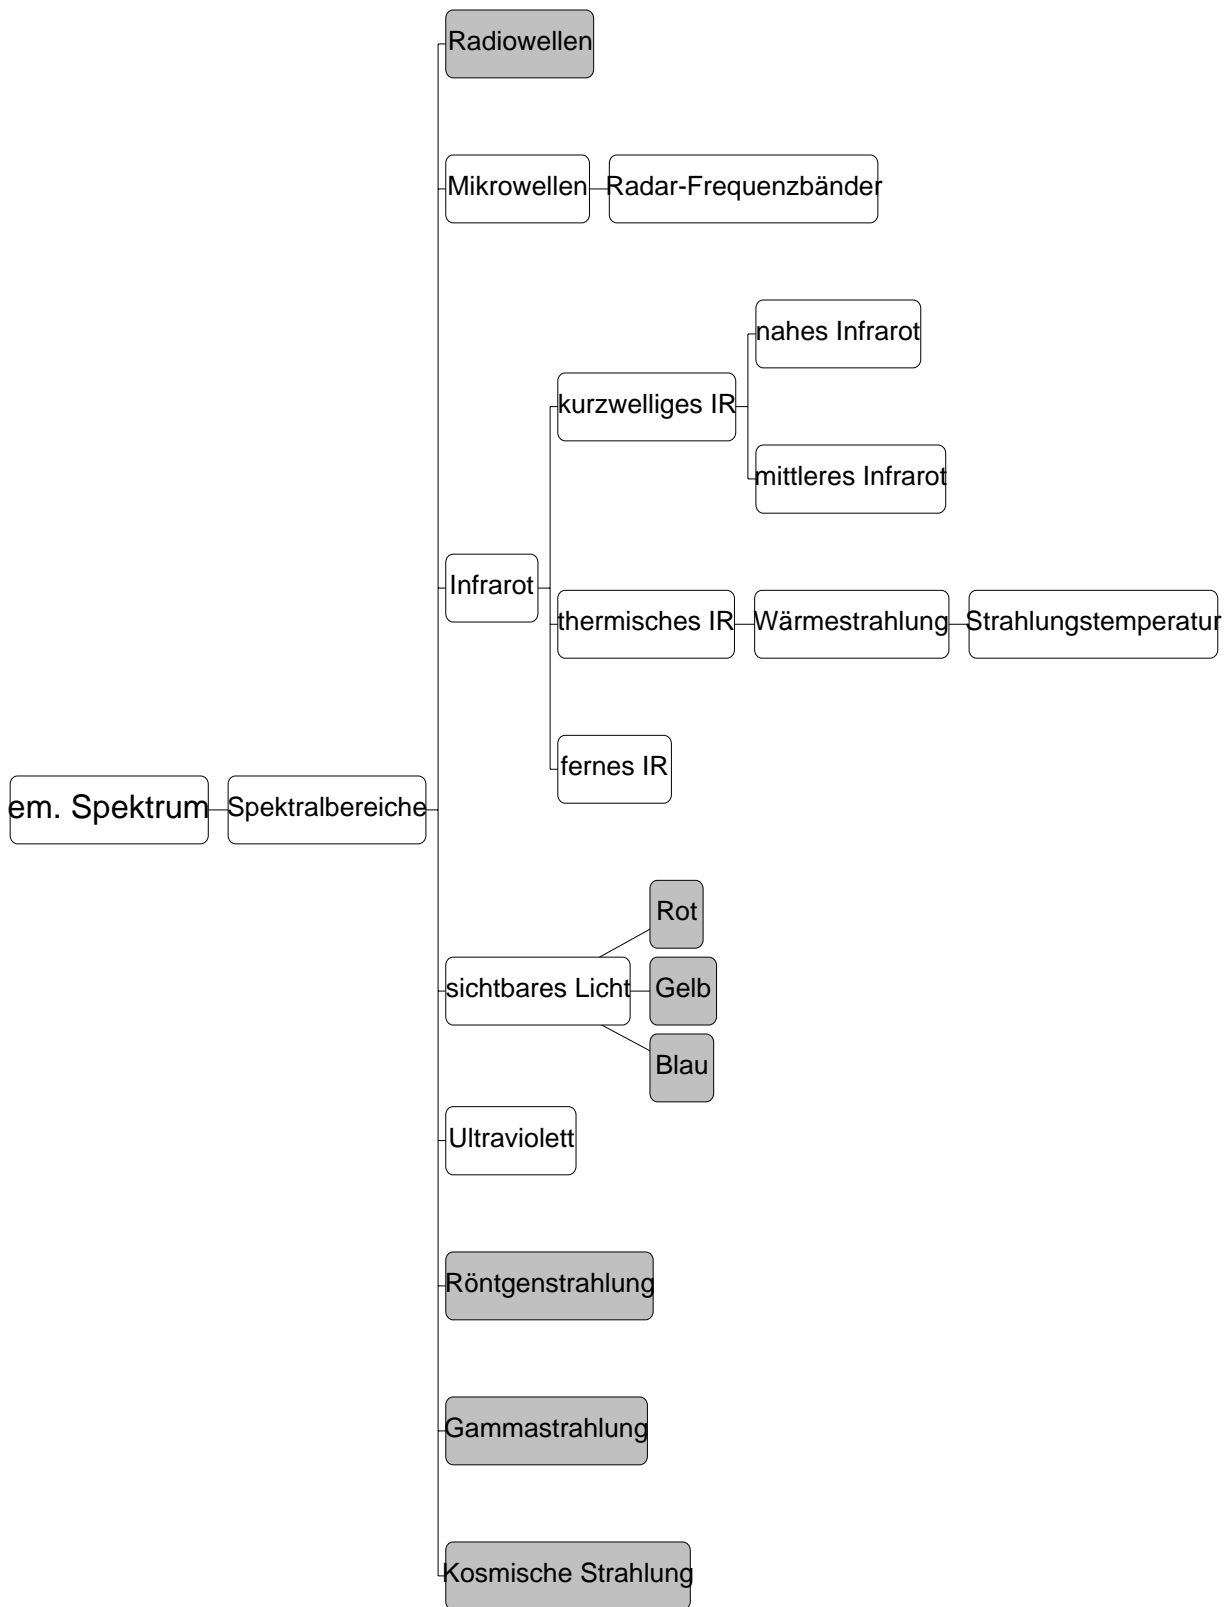 Radiowellen
Mikrowellen
Radar-Frequenzbänder
nahes Infrarot
kurzwelliges IR
mittleres Infrarot
Infrarot
thermisches IR
Wärmestrahlung
Strahlungstemperatur
fernes IR
em. Spektrum
Spektralbereiche
Rot
sichtbares Licht
Gelb
Blau
Ultraviolett
Röntgenstrahlung
Gammastrahlung
Kosmische Strahlung